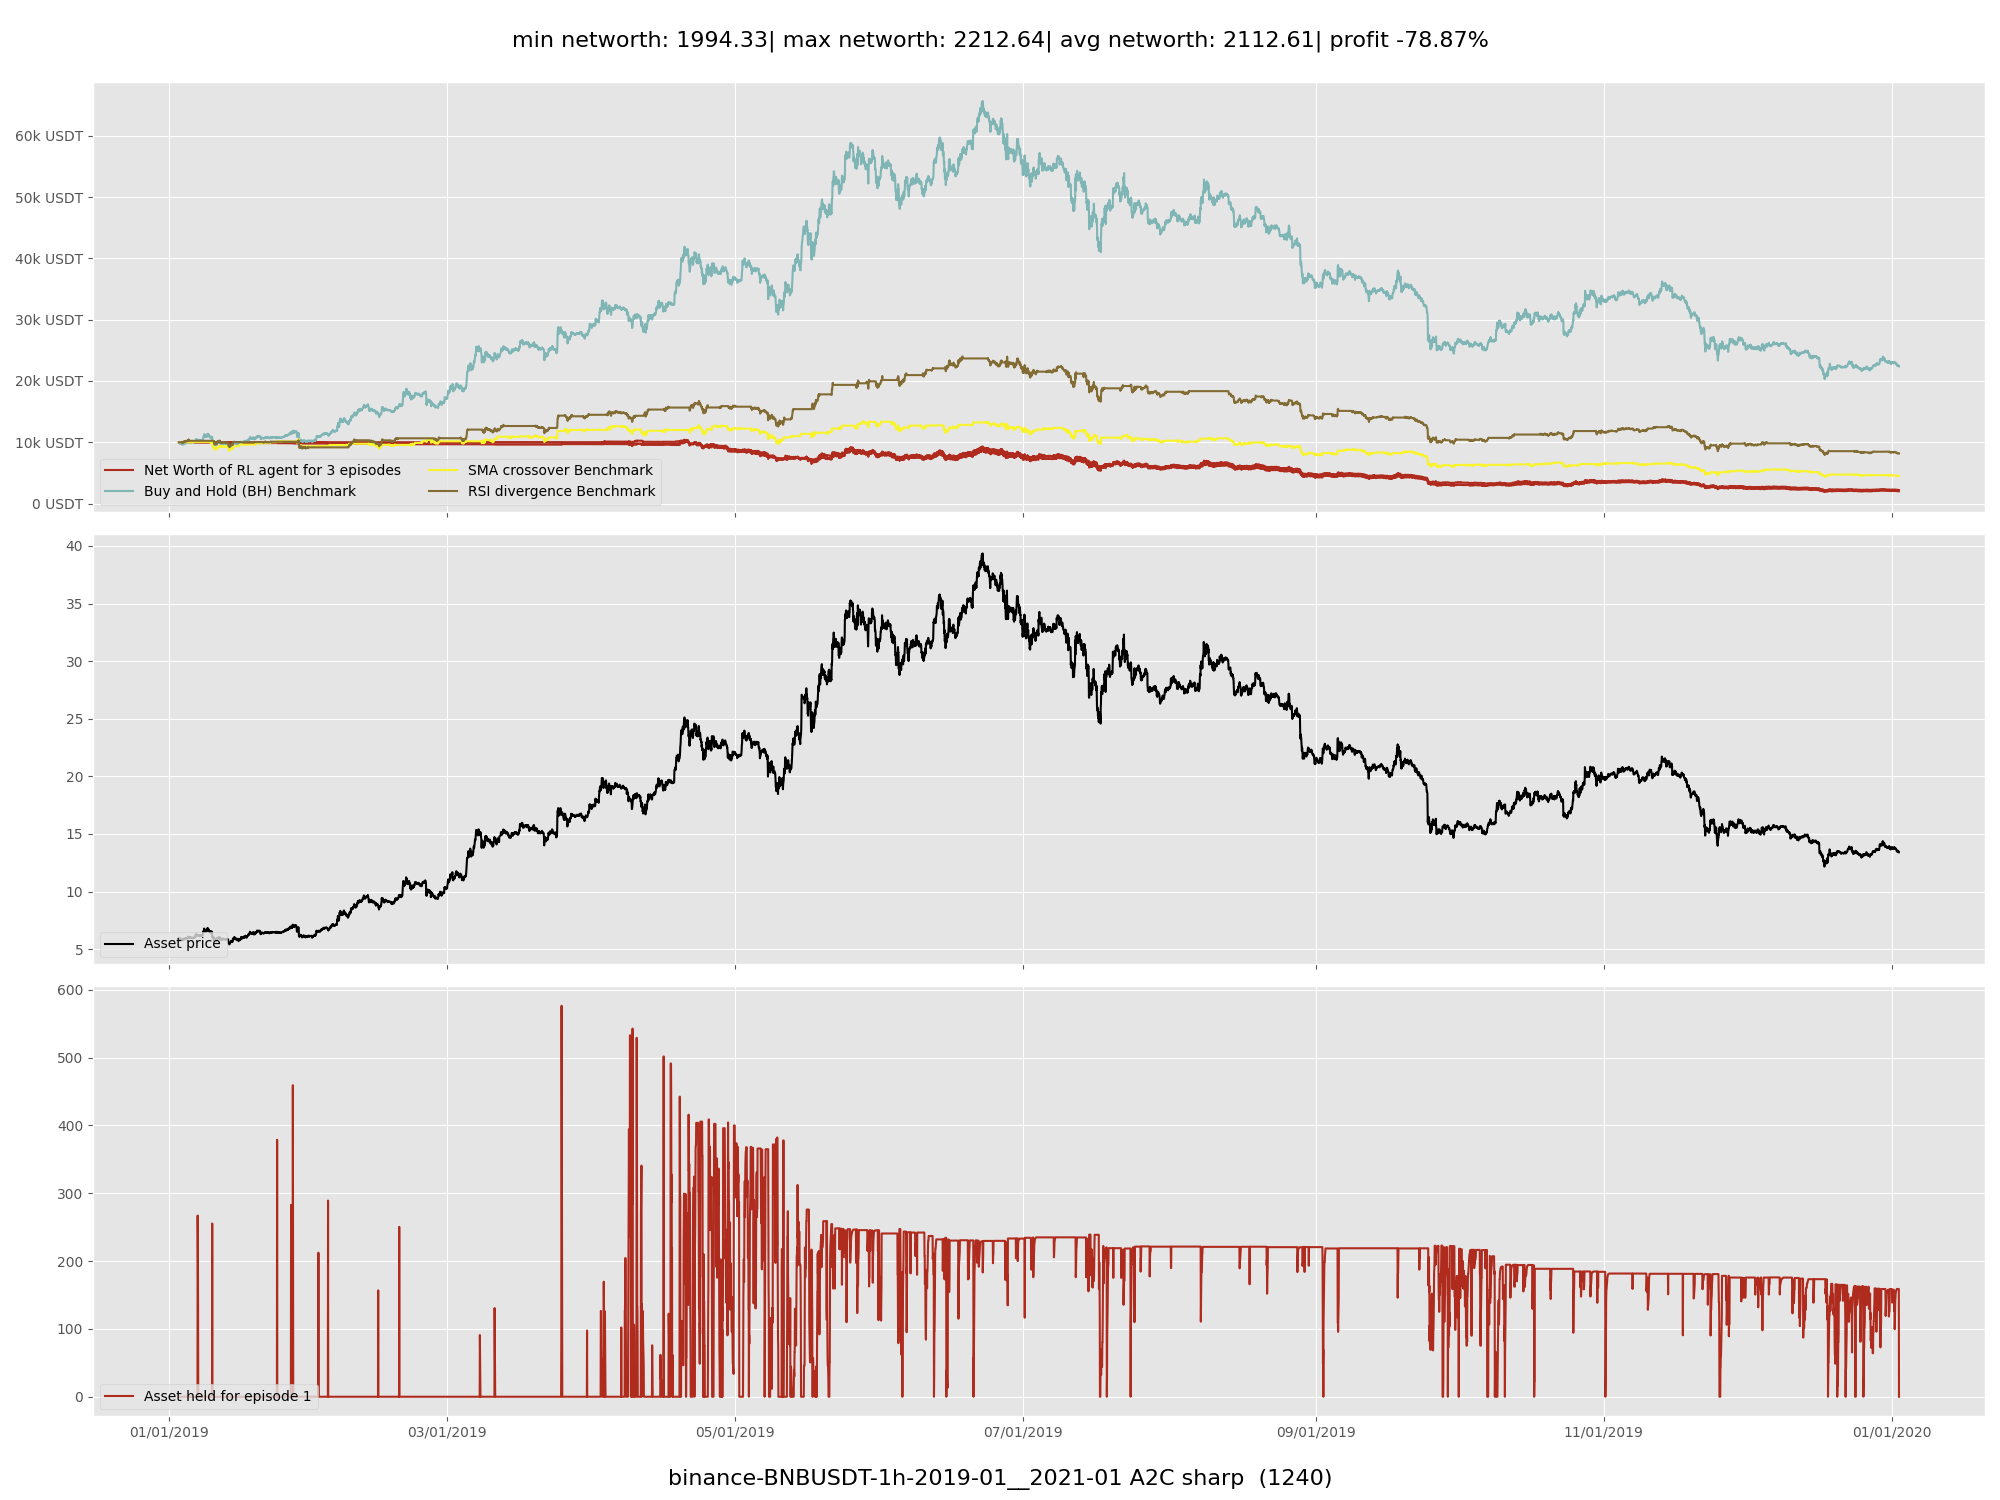 min networth: 1994.33| max networth: 2212.64| avg networth: 2112.61| profit -78.87%
60k USDT
50k USDT
40k USDT
30k USDT
20k USDT
10k USDT
0 USDT
Net Worth of RL agent for 3 episodes
Buy and Hold (BH) Benchmark
SMA crossover Benchmark
RSI divergence Benchmark
40
35
30
25
20
15
10
5
Asset price
600
500
400
300
200
100
0
Asset held for episode 1
01/01/2019
03/01/2019
05/01/2019
07/01/2019
09/01/2019
11/01/2019
01/01/2020
binance-BNBUSDT-1h-2019-01__2021-01 A2C sharp (1240)